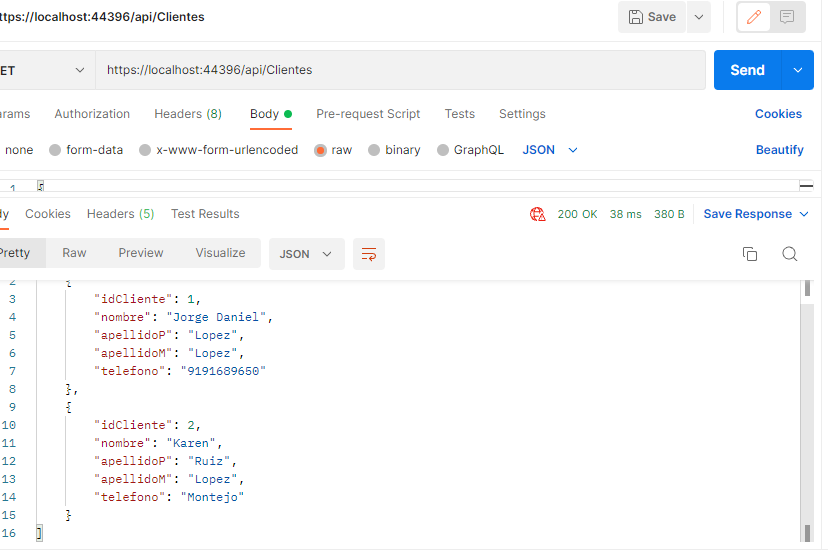 ttps://localhost:44396/api/Clientes
Save
ET
https://localhost:44396/api/Clientes
Send
arams
Authorization
Headers (8)
Body
Pre-request Script
Tests
Settings
Cookies
none
form-data
x-www-form-urlencoded
raw
binary
GraphQL
JSON
Beautify
1 {
dy
Cookies
Headers (5)
Test Results
200 OK
38 ms
380 B
Save Response
Pretty
Raw
Preview
Visualize
JSON
2 {
3 "idCliente": 1,
4 "nombre": "Jorge Daniel",
5 "apellidoP": "Lopez",
6 "apellidoM": "Lopez",
7 "telefono": "9191689650"
8 },
9 {
10 "idCliente": 2,
11 "nombre": "Karen",
12 "apellidoP": "Ruiz",
13 "apellidoM": "Lopez",
14 "telefono": "Montejo"
15 }
16 ]